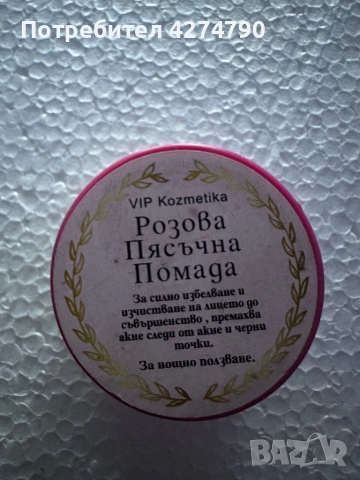 Потребител 4274790
VIP Kozmetika
Розова
Пясъчна
Помада
За силно избелване и
изчистване на лицето до
съвършенство , премахва
акне следи от акне и черни
точки.
За нощно ползване.
BAZAR